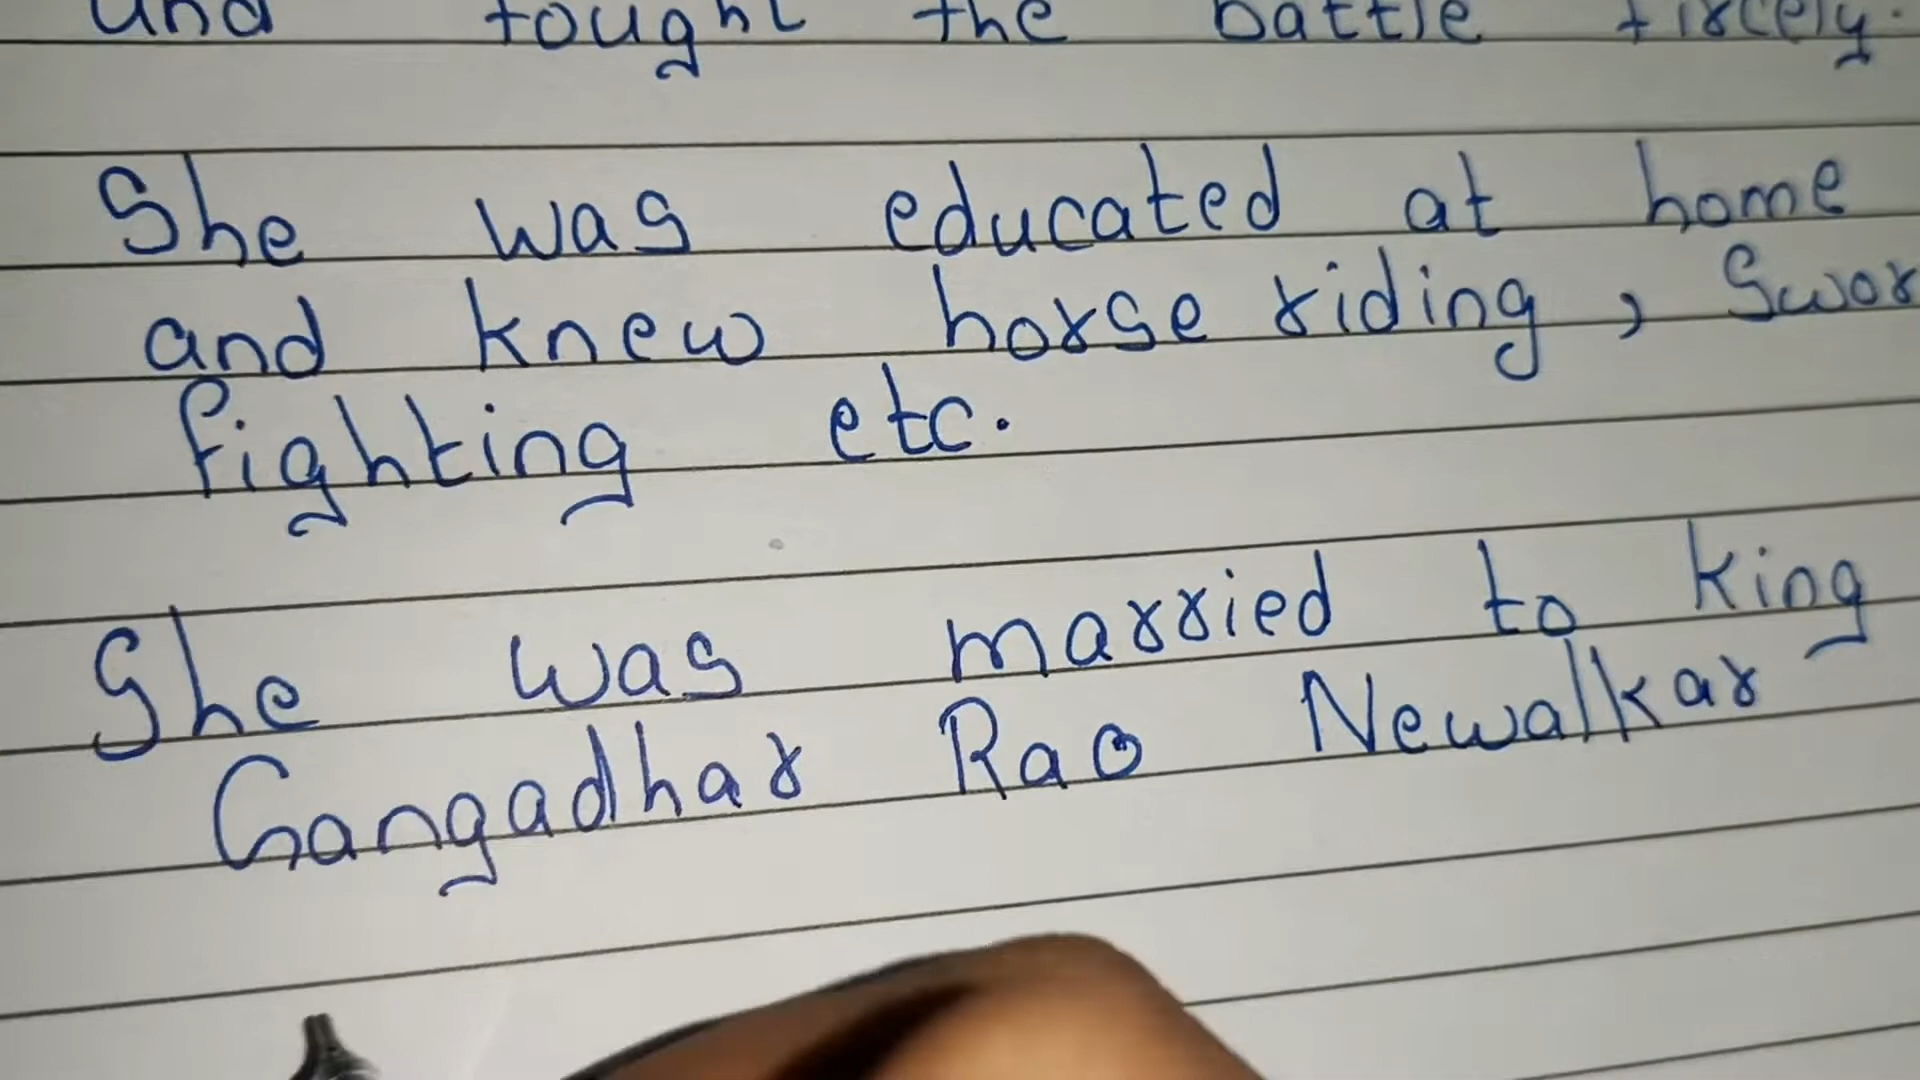 and fought the battle fircely.
She was educated at home
and knew horse riding, Swor
fighting etc.
She was married to king
Gangadhar Rao Newalkar